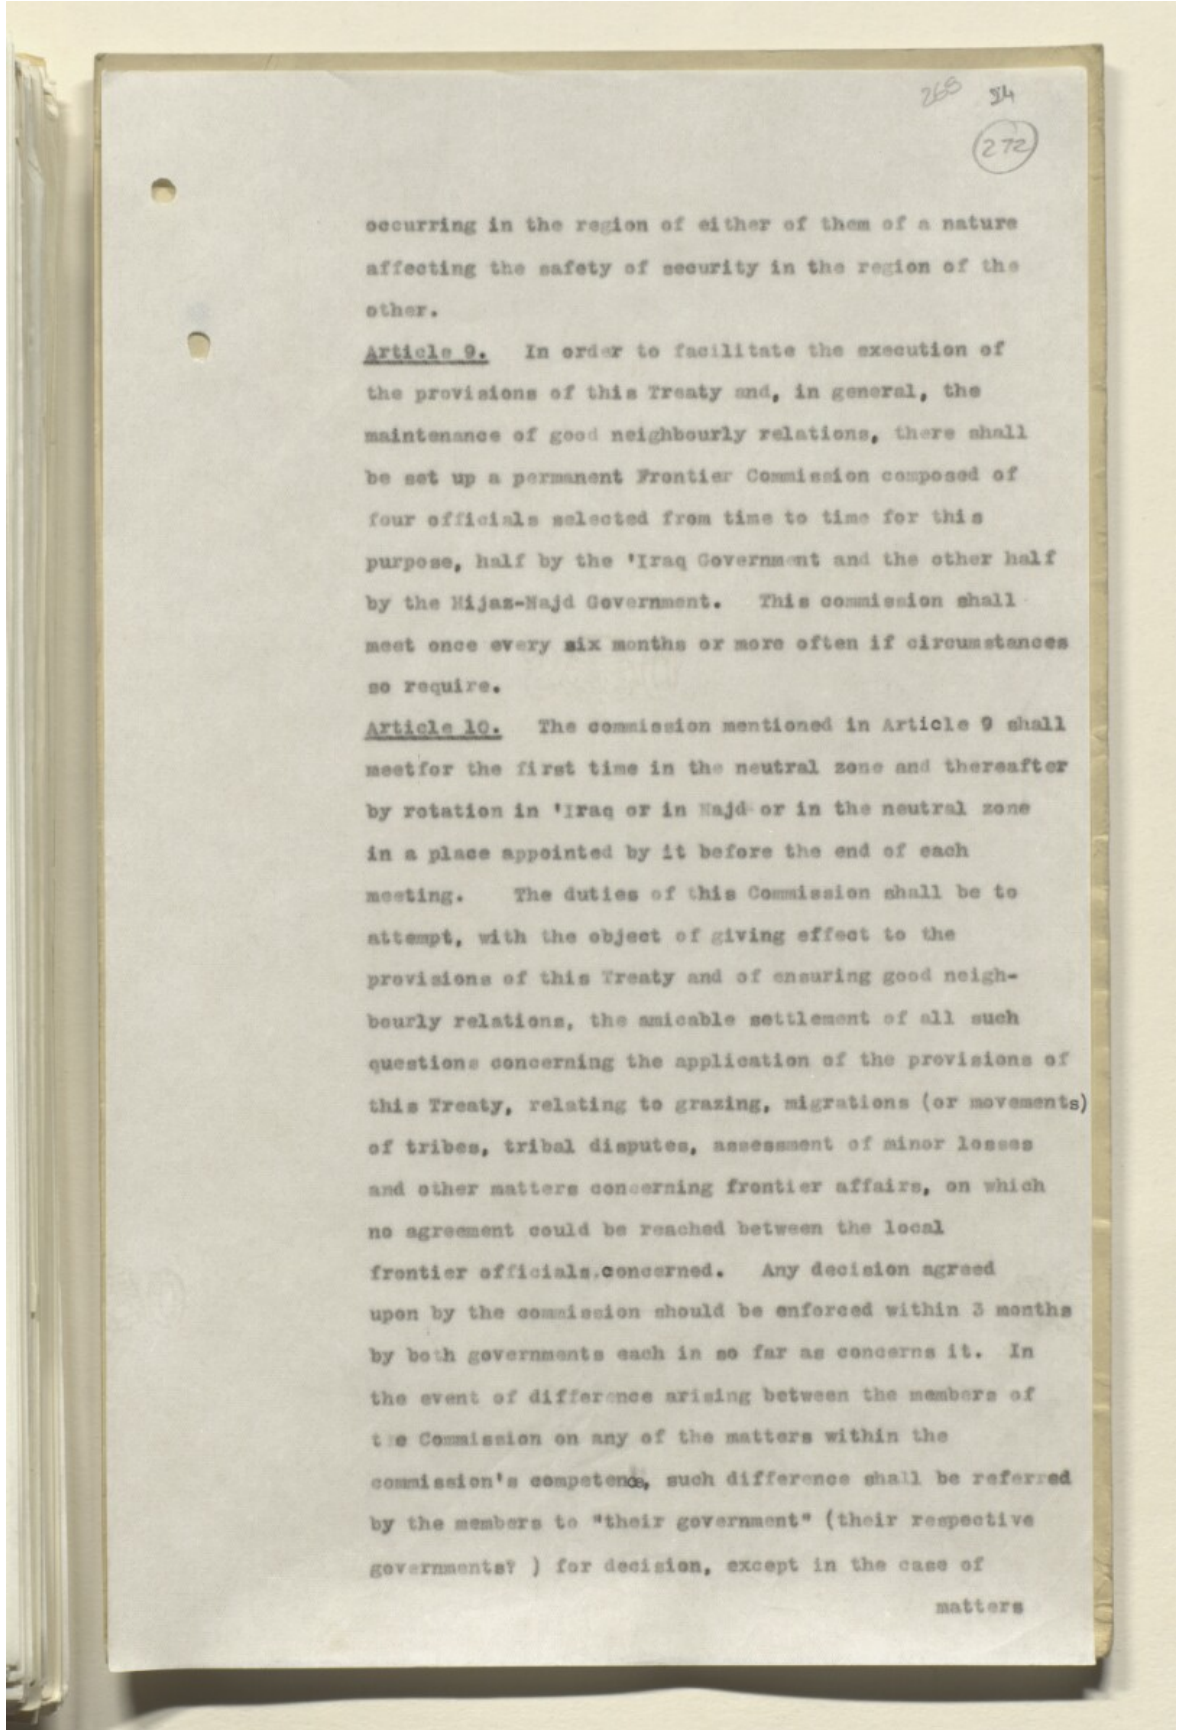 268 94
272
occurring in the region of either of them of a nature
affecting the safety of security in the region of the
other.
Article 9. In order to facilitate the execution of
the provisions of this Treaty and, in general, the
maintenance of good neighbourly relations, there shall
be set up a permanent Frontier Commission composed of
four officials selected from time to time for this
purpose, half by the 'Iraq Government and the other half
by the Hijaz-Najd Government. This commission shall
meet once every six months or more often if circumstances
so require.
Article 10. The commission mentioned in Article 9 shall
meetfor the first time in the neutral zone and thereafter
by rotation in 'Iraq or in Najd or in the neutral zone
in a place appointed by it before the end of each
meeting. The duties of this Commission shall be to
attempt, with the object of giving effect to the
provisions of this Treaty and of ensuring good neigh-
bourly relations, the amicable settlement of all such
questions concerning the application of the provisions of
this Treaty, relating to grazing, migrations (or movements)
of tribes, tribal disputes, assessment of minor losses
and other matters concerning frontier affairs, on which
no agreement could be reached between the local
frontier officials.concerned. Any decision agreed
upon by the commission should be enforced within 3 months
by both governments each in so far as concerns it. In
the event of difference arising between the members of
the Commission on any of the matters within the
commission's competence, such difference shall be referred
by the members to "their government" (their respective
governments? ) for decision, except in the case of
matters